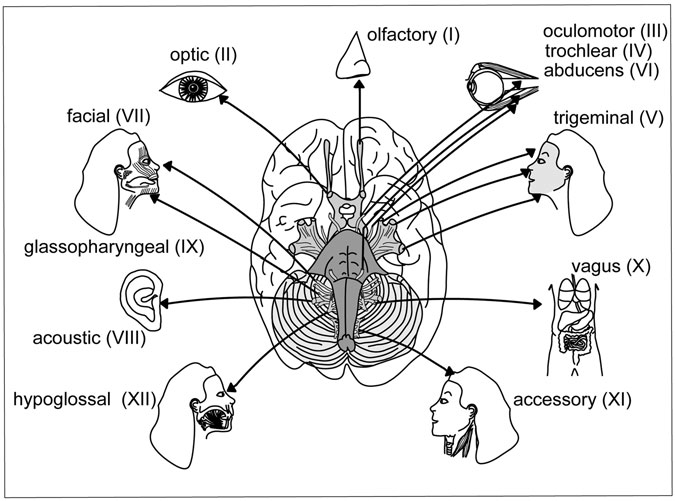 olfactory (I)
oculomotor (III)
trochlear (IV)
abducens (VI)
optic (II)
facial (VII)
trigeminal (V)
glassopharyngeal (IX)
vagus (X)
acoustic (VIII)
hypoglossal (XII)
accessory (XI)